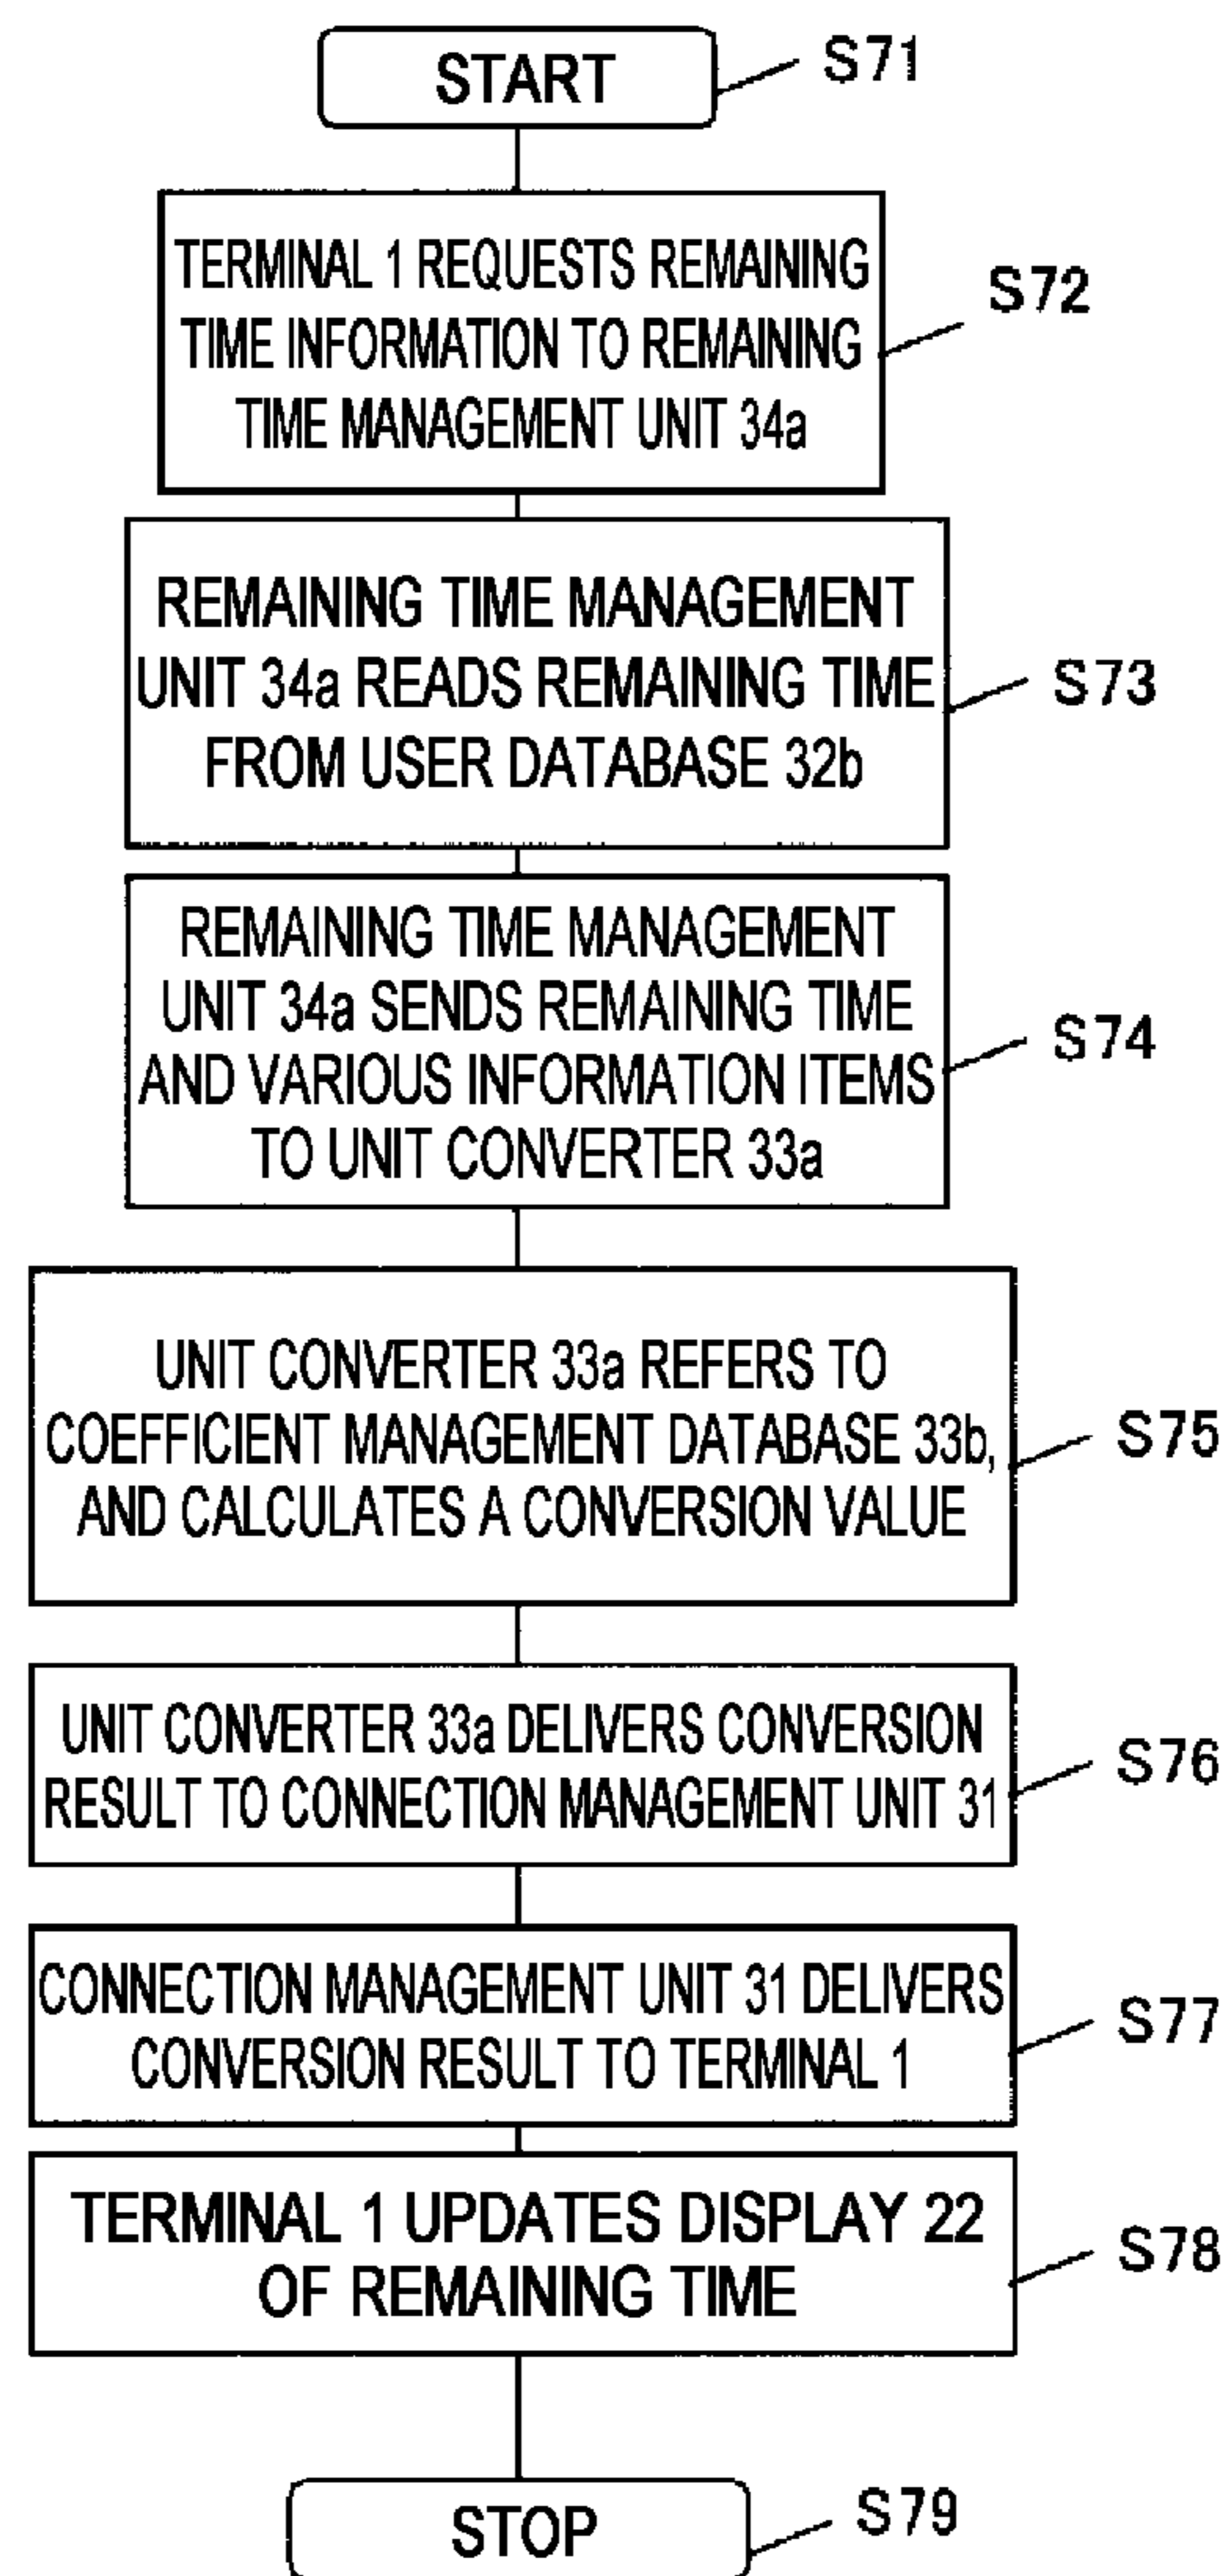 START
S71
TERMINAL 1 REQUESTS REMAINING
TIME INFORMATION TO REMAINING
TIME MANAGEMENT UNIT 34a
S72
REMAINING TIME MANAGEMENT
UNIT 34a READS REMAINING TIME
FROM USER DATABASE 32b
S73
REMAINING TIME MANAGEMENT
UNIT 34a SENDS REMAINING TIME
AND VARIOUS INFORMATION ITEMS
TO UNIT CONVERTER 33a
S74
UNIT CONVERTER 33a REFERS TO
COEFFICIENT MANAGEMENT DATABASE 33b,
AND CALCULATES A CONVERSION VALUE
S75
UNIT CONVERTER 33a DELIVERS CONVERSION
RESULT TO CONNECTION MANAGEMENT UNIT 31
S76
CONNECTION MANAGEMENT UNIT 31 DELIVERS
CONVERSION RESULT TO TERMINAL 1
S77
TERMINAL 1 UPDATES DISPLAY 22
OF REMAINING TIME
S78
STOP
S79